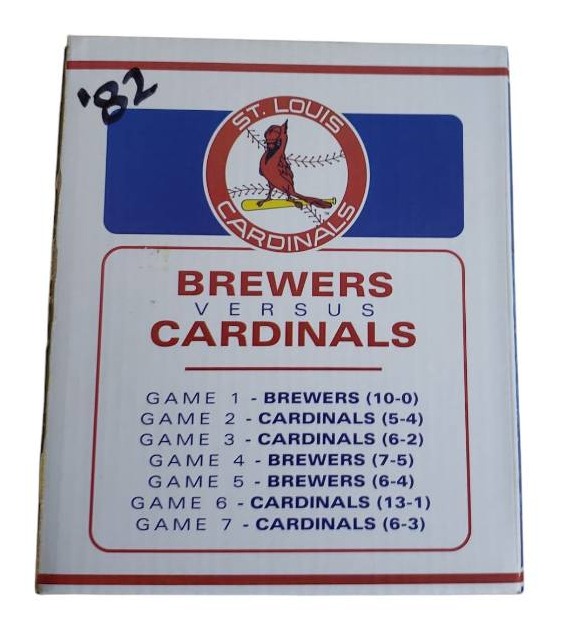 '82
ST. LOUIS
CARDINALS
BREWERS
VERSUS
CARDINALS
GAME 1 - BREWERS (10-0)
GAME 2 - CARDINALS (5-4)
GAME 3 - CARDINALS (6-2)
GAME 4 - BREWERS (7-5)
GAME 5 - BREWERS (6-4)
GAME 6 - CARDINALS (13-1)
GAME 7 - CARDINALS (6-3)